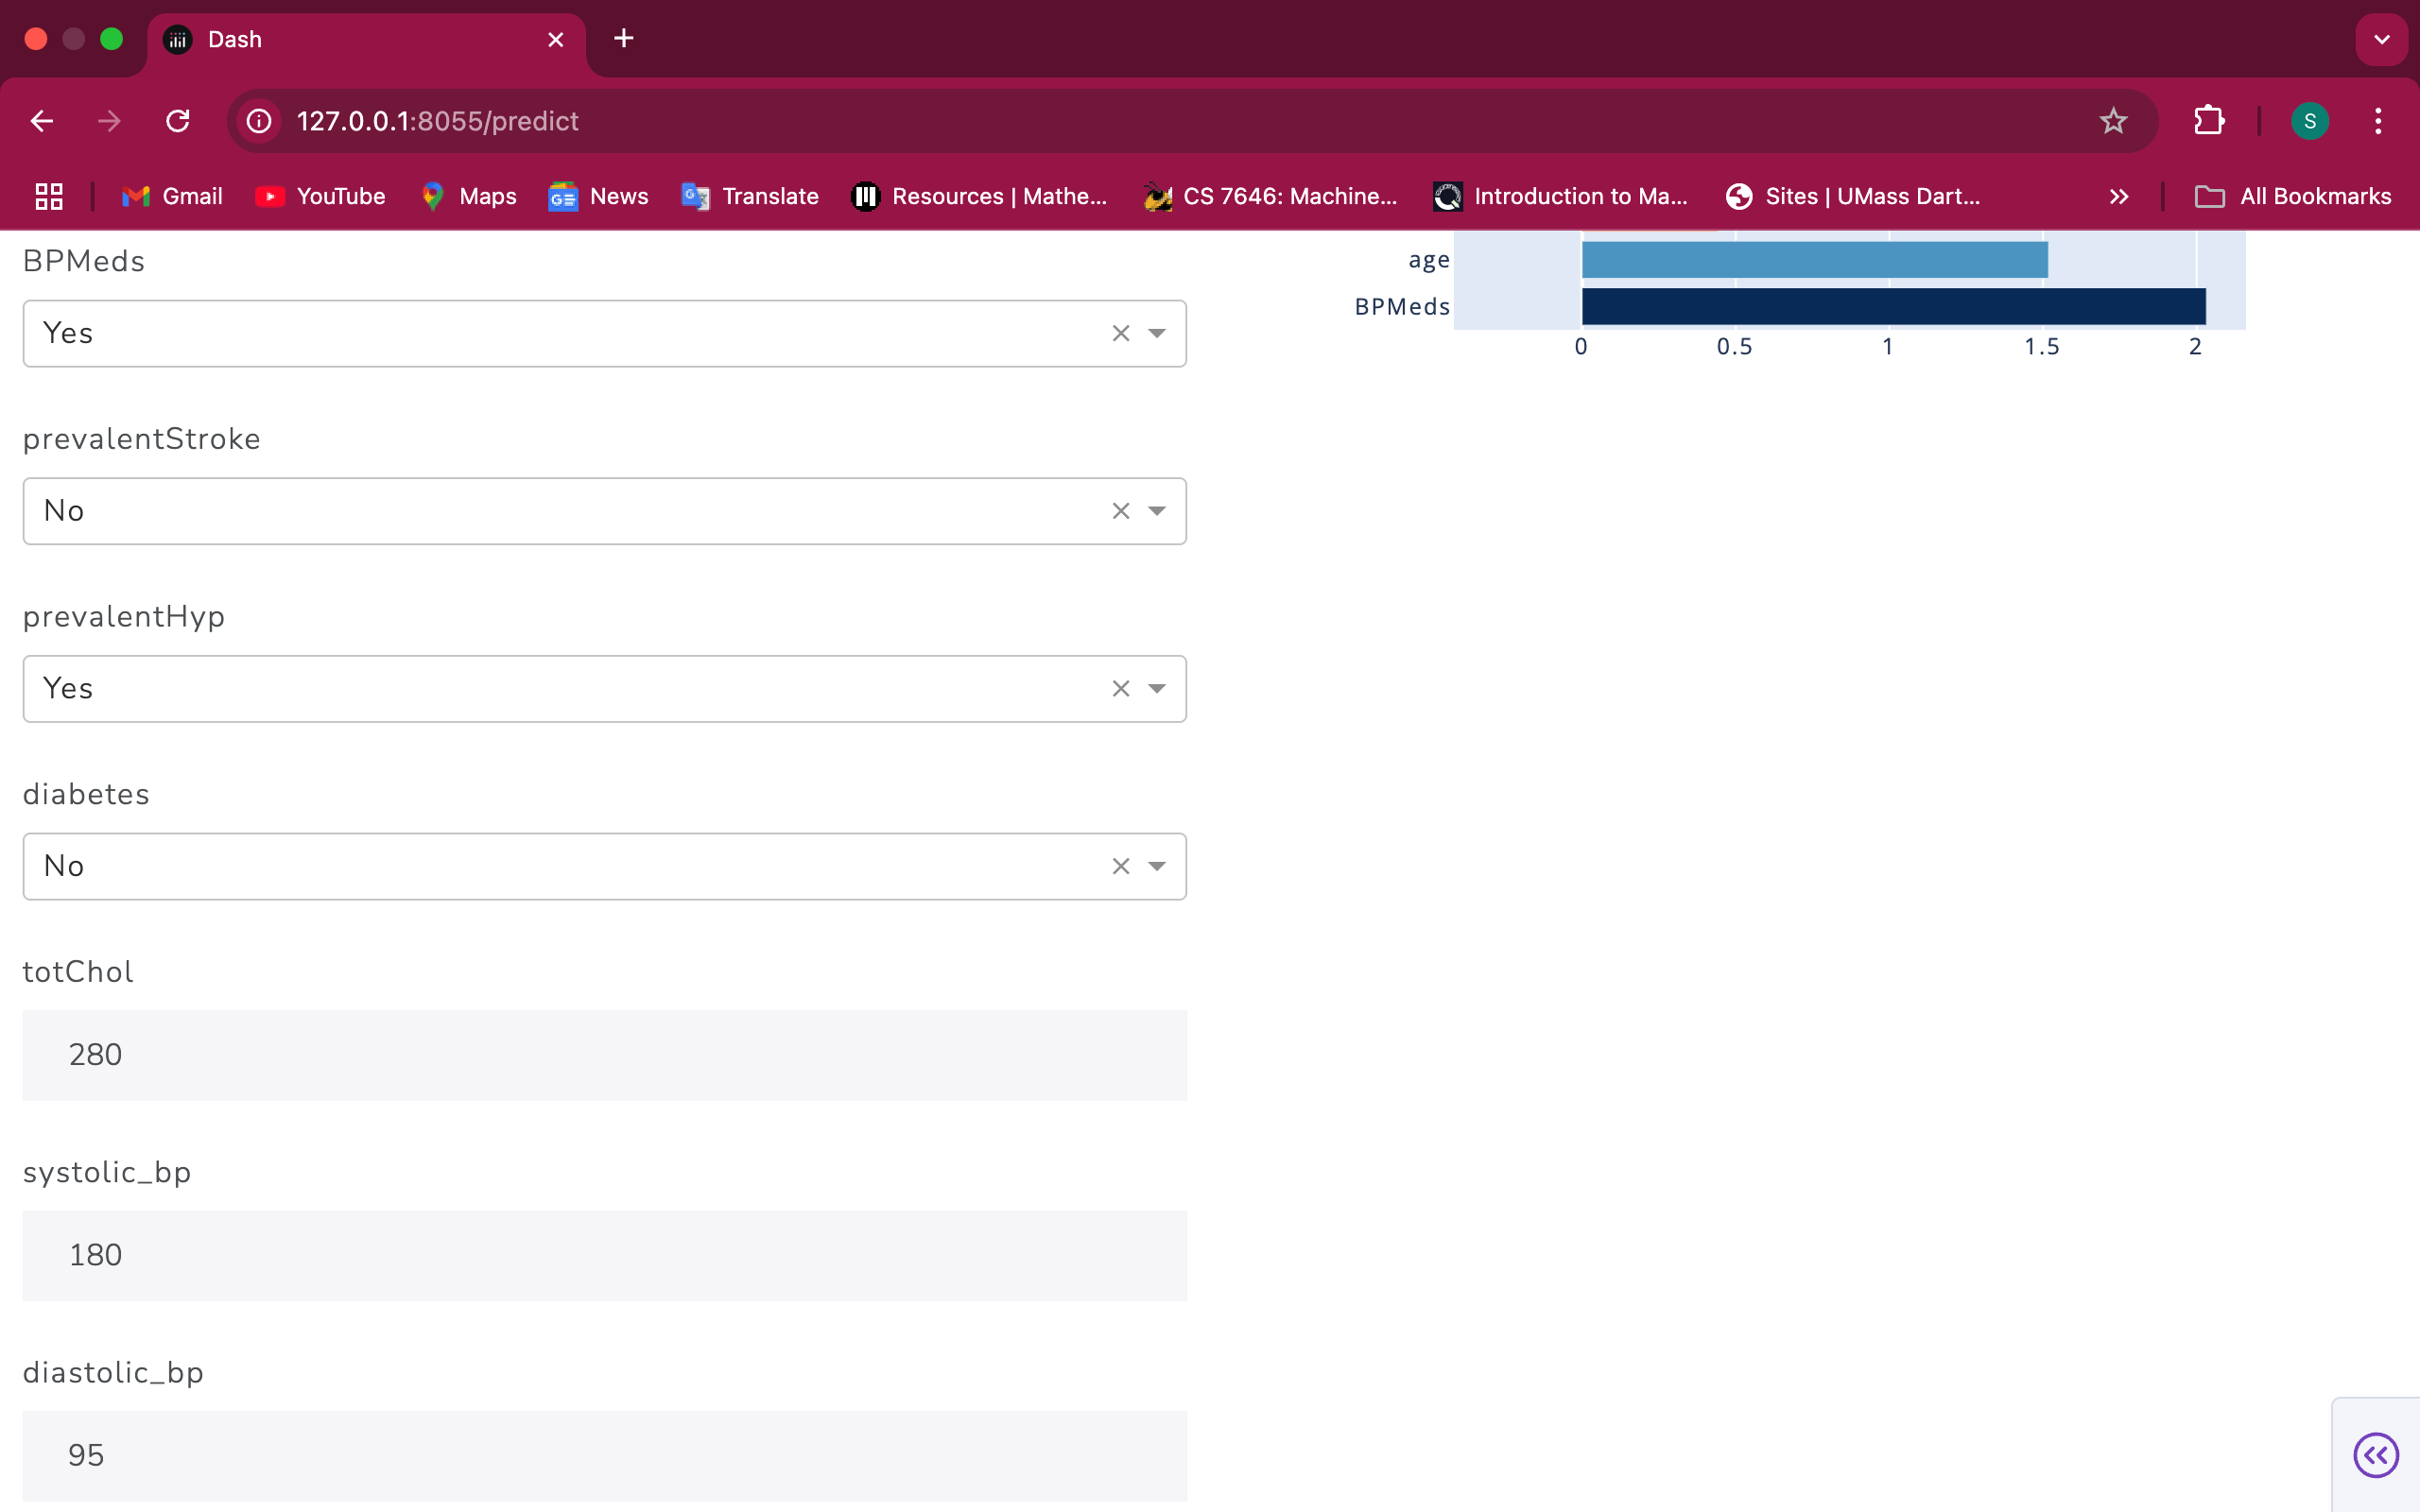 Dash
127.0.0.1:8055/predict
S
Gmail
YouTube
Maps
News
Translate
Resources | Mathe...
CS 7646: Machine...
Introduction to Ma...
Sites | UMass Dart...
All Bookmarks
BPMeds
Yes
prevalentStroke
No
prevalentHyp
Yes
diabetes
No
totChol
280
systolic_bp
180
diastolic_bp
95
age
BPMeds
0 0.5 1 1.5 2